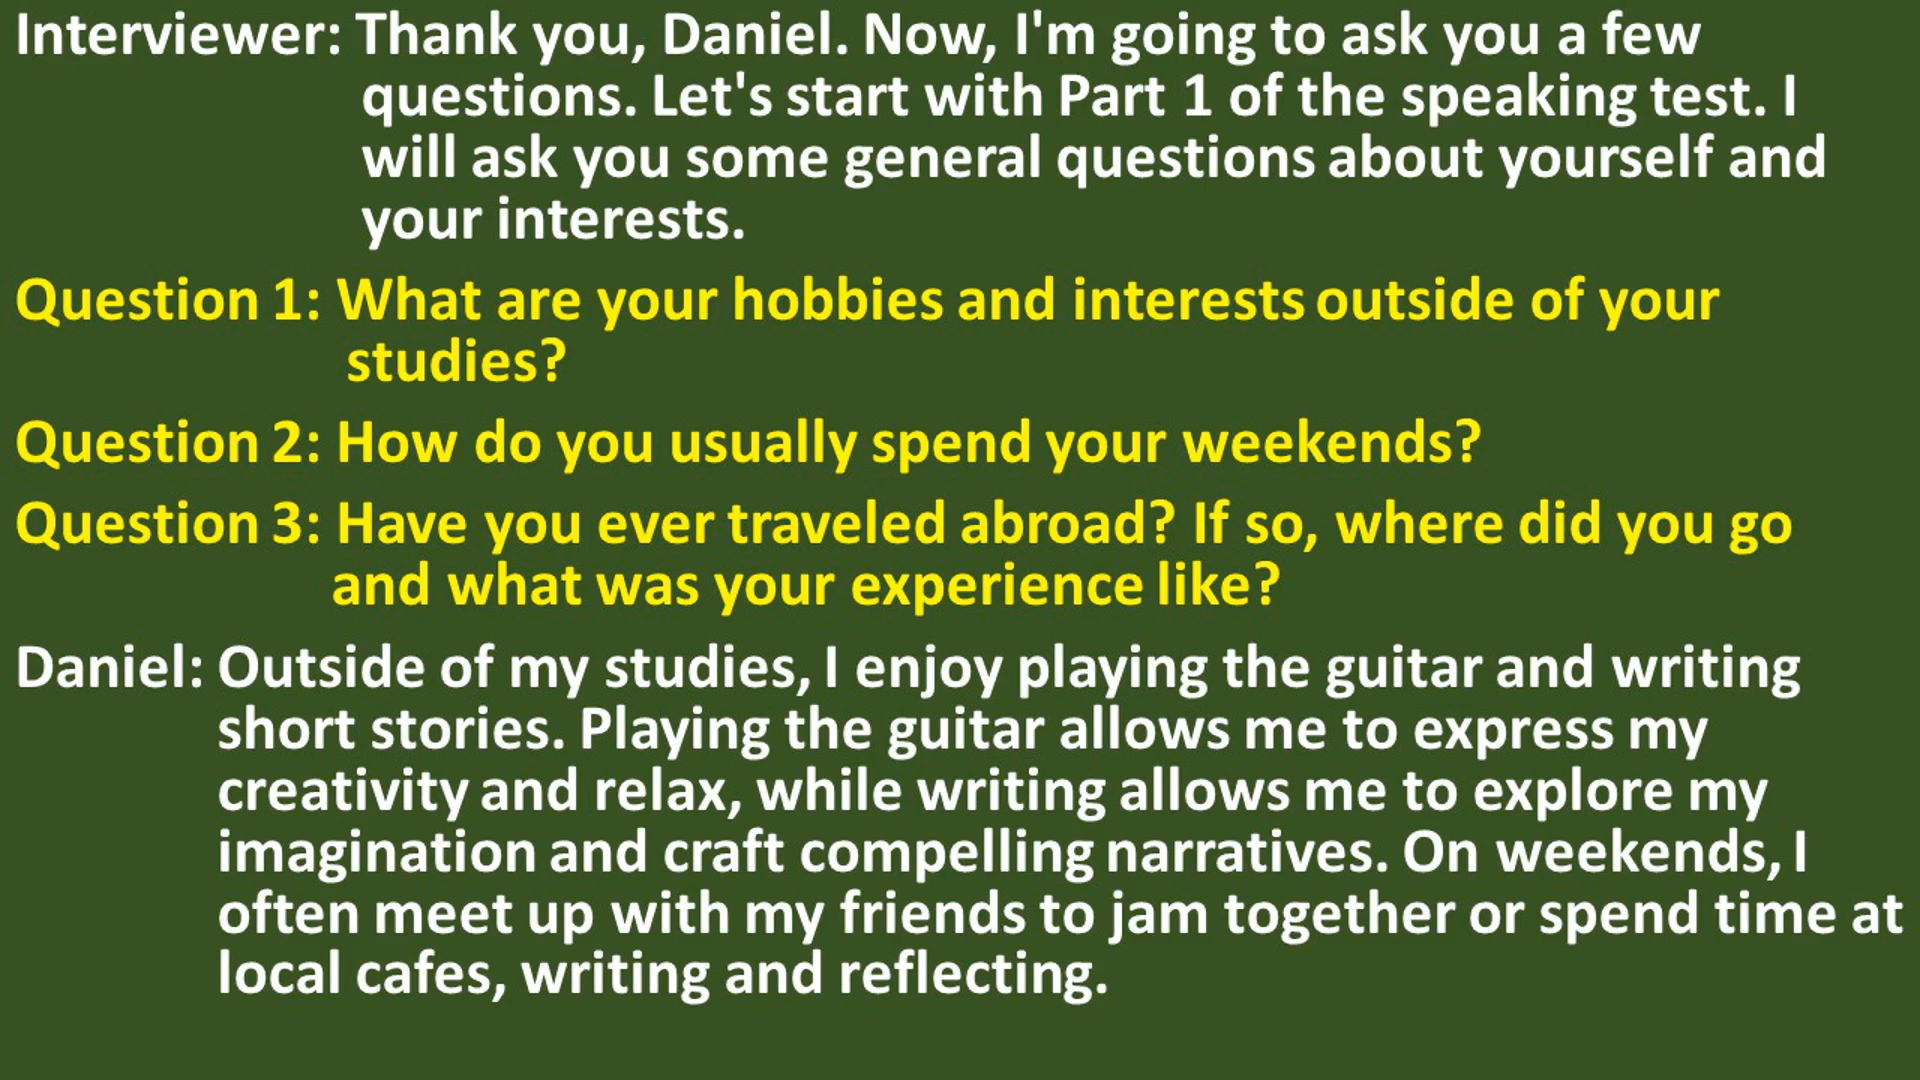 Interviewer: Thank you, Daniel. Now, I'm going to ask you a few
questions. Let's start with Part 1 of the speaking test. I
will ask you some general questions about yourself and
your interests.
Question 1: What are your hobbies and interests outside of your
studies?
Question 2: How do you usually spend your weekends?
Question 3: Have you ever traveled abroad? If so, where did you go
and what was your experience like?
Daniel: Outside of my studies, I enjoy playing the guitar and writing
short stories. Playing the guitar allows me to express my
creativity and relax, while writing allows me to explore my
imagination and craft compelling narratives. On weekends, I
often meet up with my friends to jam together or spend time at
local cafes, writing and reflecting.